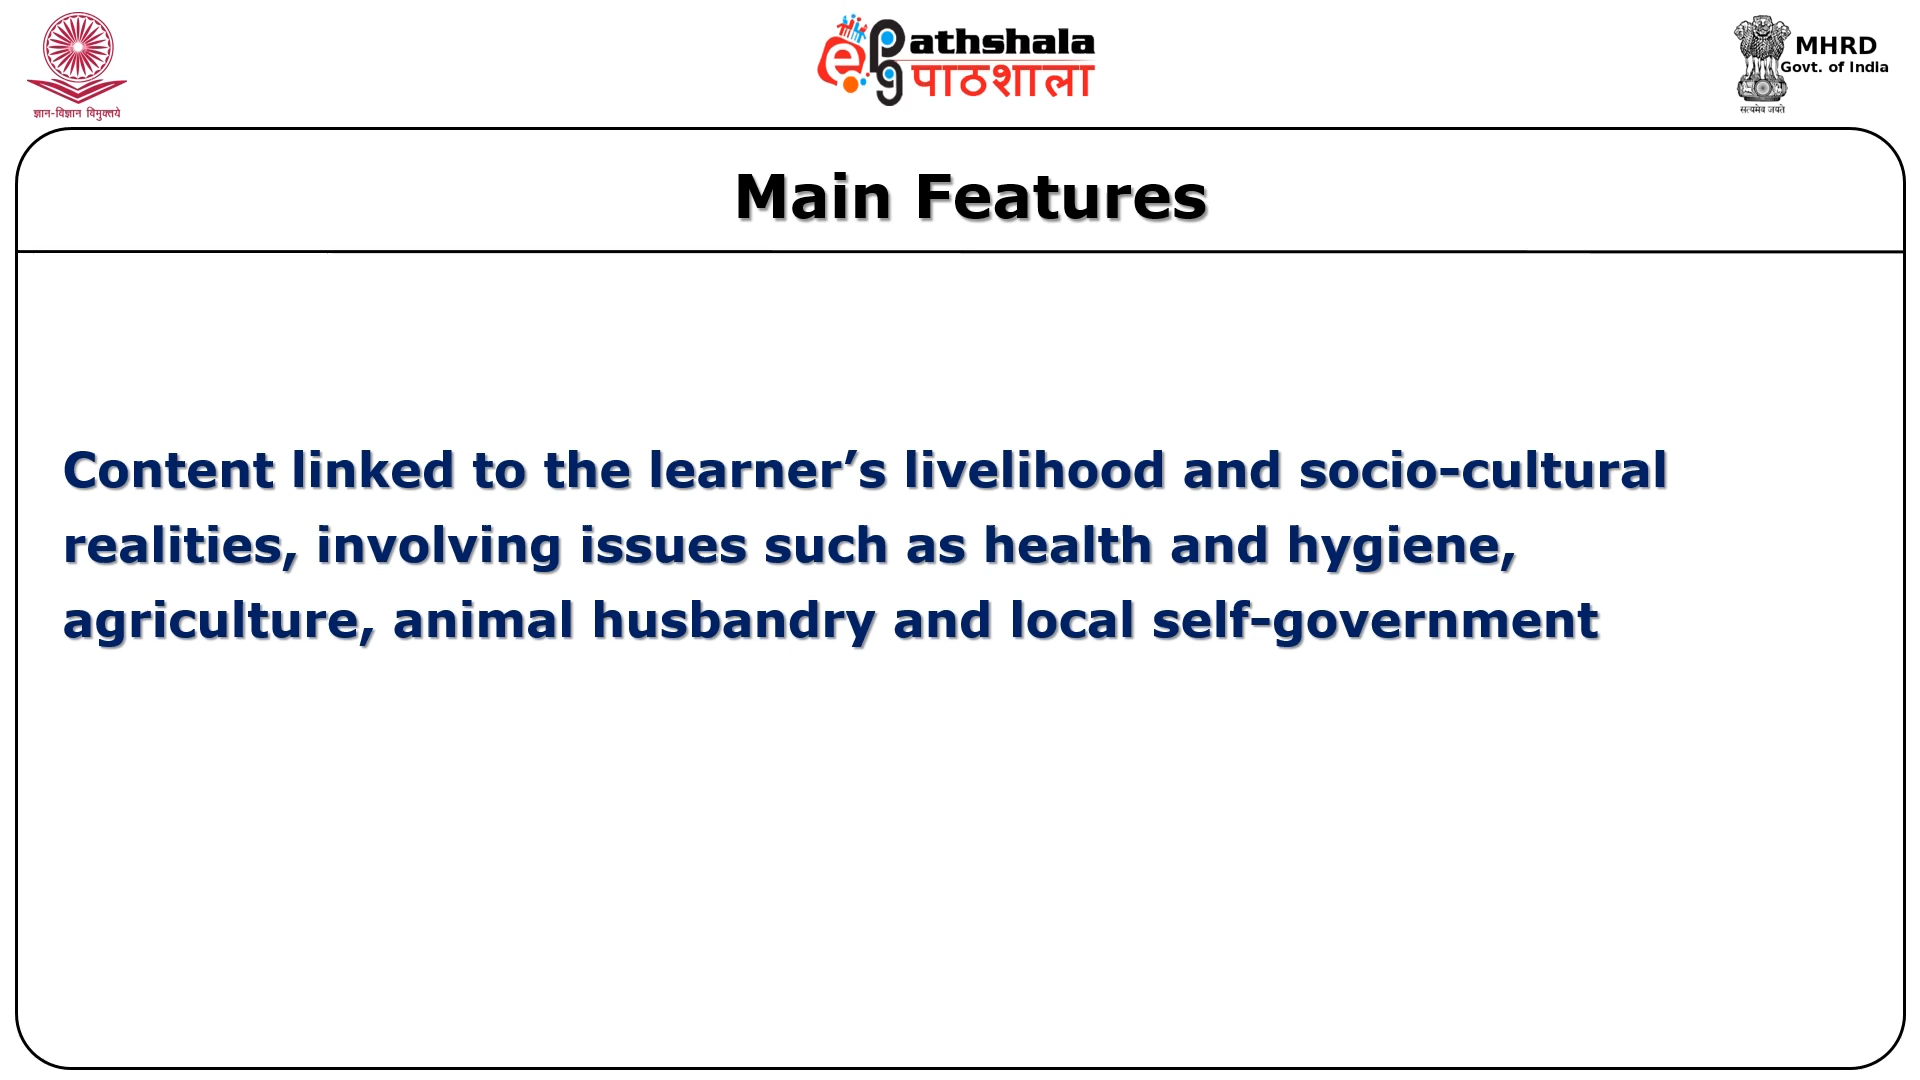 ज्ञान-विज्ञान विमुक्तये
e PG Pathshala
पाठशाला
MHRD
Govt. of India
सत्यमेव जयते
Main Features
Content linked to the learner’s livelihood and socio-cultural
realities, involving issues such as health and hygiene,
agriculture, animal husbandry and local self-government